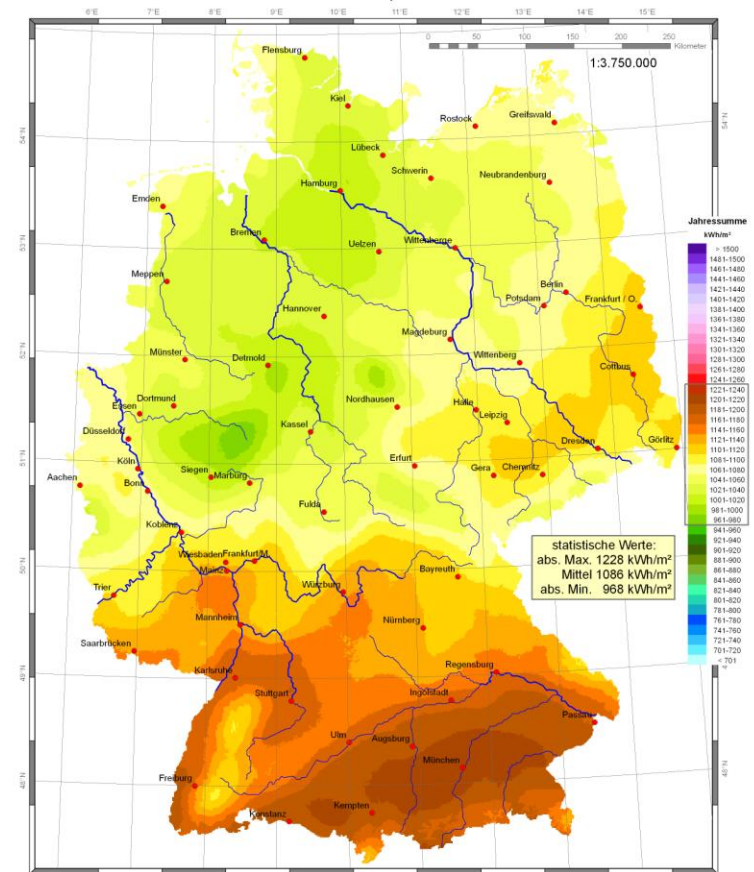 6°E 7°E 8°E 9°E 10°E 11°E 12°E 13°E 14°E 15°E
0 50 100 150 200 250
Kilometer
1:3.750.000
Flensburg
Kiel
Rostock
Greifswald
54°N
54°N
Lübeck
Schwerin
Neubrandenburg
Hamburg
Emden
53°N
Bremen
Uelzen
Wittenberge
Jahressumme
kWh/m²
> 1500
1481-1500
1461-1480
1441-1460
1421-1440
1401-1420
1381-1400
1361-1380
1341-1360
1321-1340
1301-1320
1281-1300
1261-1280
1241-1260
1221-1240
1201-1220
1181-1200
1161-1180
1141-1160
1121-1140
1101-1120
1081-1100
1061-1080
1041-1060
1021-1040
1001-1020
981-1000
961-980
941-960
921-940
901-920
881-900
861-880
841-860
821-840
801-820
781-800
761-780
741-760
721-740
701-720
< 701
Meppen
Berlin
Potsdam
Frankfurt / O.
Hannover
Magdeburg
52°N
Münster
Detmold
Wittenberg
Cottbus
Dortmund
Essen
Nordhausen
Halle
Leipzig
Düsseldorf
Kassel
Dresden
Görlitz
51°N
Köln
Siegen
Marburg
Erfurt
Gera
Chemnitz
Aachen
Bonn
Fulda
Koblenz
statistische Werte:
abs. Max. 1228 kWh/m²
Mittel 1086 kWh/m²
abs. Min. 968 kWh/m²
50°N
Wiesbaden
Frankfurt/M.
Mainz
Bayreuth
Trier
Würzburg
Mannheim
Nürnberg
Saarbrücken
49°N
Karlsruhe
Regensburg
Stuttgart
Ingolstadt
Passau
Ulm
Augsburg
München
48°N
48°N
Freiburg
Kempten
Konstanz